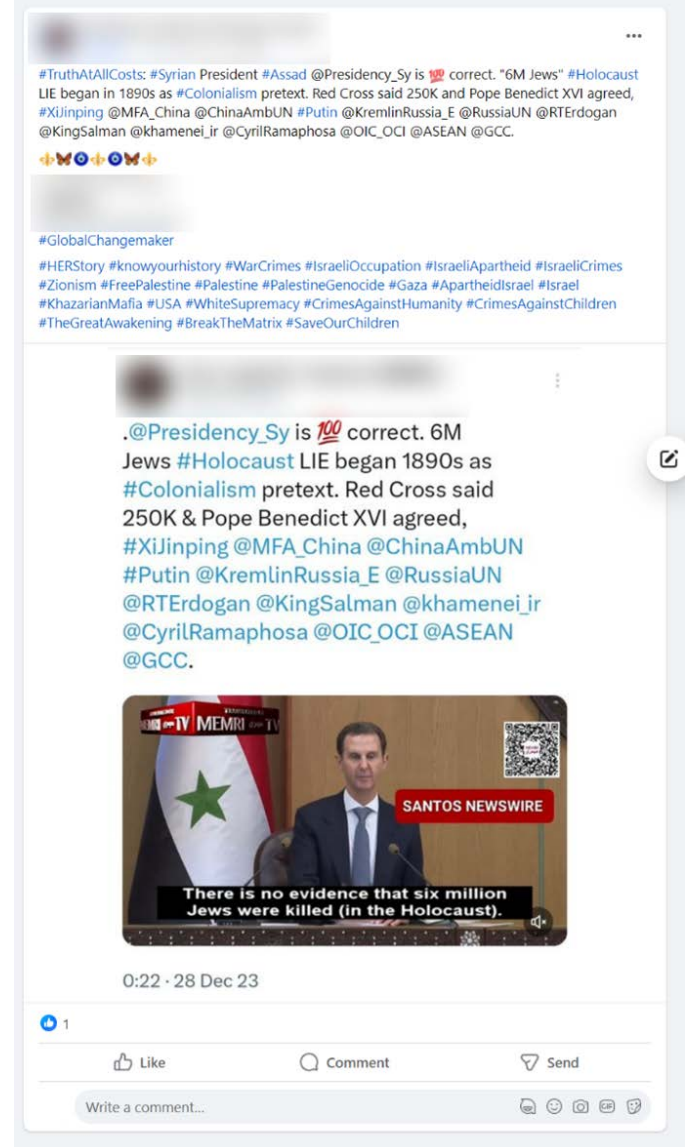 #TruthAtAllCosts: #Syrian President #Assad @Presidency_Sy is 💯 correct. "6M Jews" #Holocaust
LIE began in 1890s as #Colonialism pretext. Red Cross said 250K and Pope Benedict XVI agreed,
#XiJinping @MFA_China @ChinaAmbUN #Putin @KremlinRussia_E @RussiaUN @RTErdogan
@KingSalman @khamenei_ir @CyrilRamaphosa @OIC_OCI @ASEAN @GCC.
⚜️🦋🧿⚜️🧿🦋⚜️
#GlobalChangemaker
#HERStory #knowyourhistory #WarCrimes #IsraeliOccupation #IsraeliApartheid #IsraeliCrimes
#Zionism #FreePalestine #Palestine #PalestineGenocide #Gaza #ApartheidIsrael #Israel
#KhazarianMafia #USA #WhiteSupremacy #CrimesAgainstHumanity #CrimesAgainstChildren
#TheGreatAwakening #BreakTheMatrix #SaveOurChildren
.@Presidency_Sy is 💯 correct. 6M
Jews #Holocaust LIE began 1890s as
#Colonialism pretext. Red Cross said
250K & Pope Benedict XVI agreed,
#XiJinping @MFA_China @ChinaAmbUN
#Putin @KremlinRussia_E @RussiaUN
@RTErdogan @KingSalman @khamenei_ir
@CyrilRamaphosa @OIC_OCI @ASEAN
@GCC.
MEMRI TV
SANTOS NEWSWIRE
There is no evidence that six million
Jews were killed (in the Holocaust).
0:22 · 28 Dec 23
1
Like
Comment
Send
Write a comment...
GIF